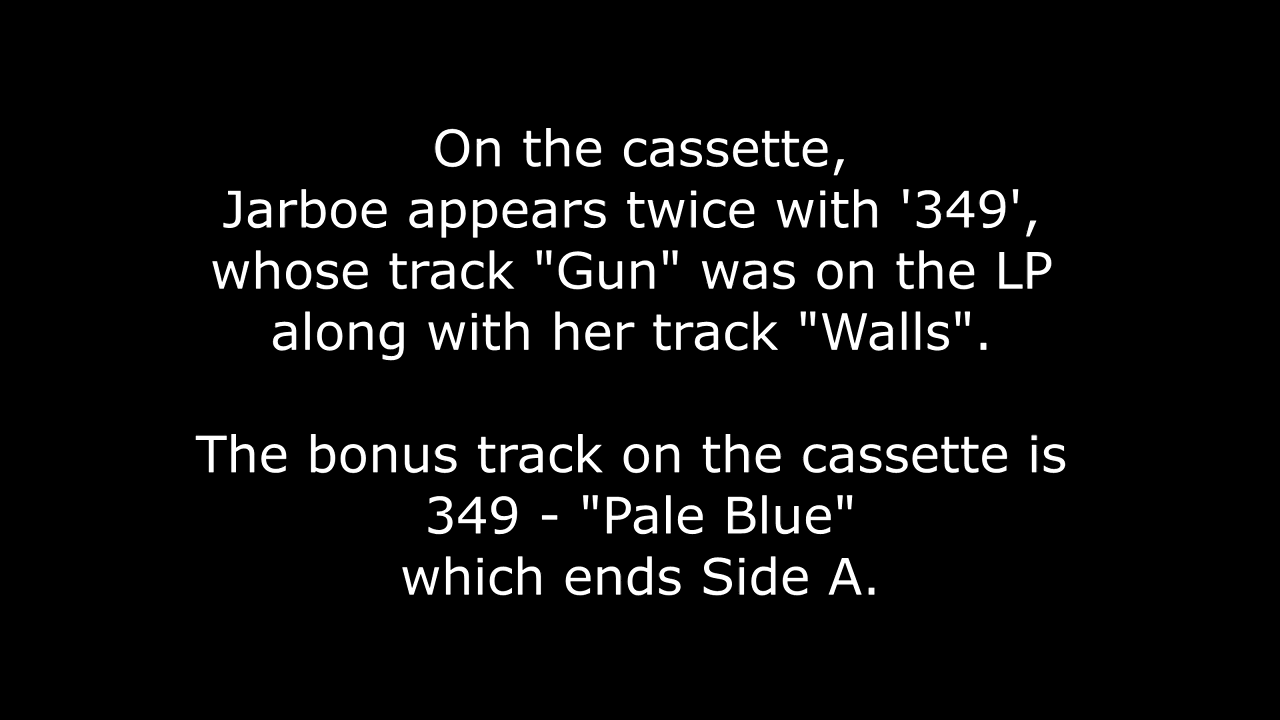 On the cassette,
Jarboe appears twice with '349',
whose track "Gun" was on the LP
along with her track "Walls".
The bonus track on the cassette is
349 - "Pale Blue"
which ends Side A.